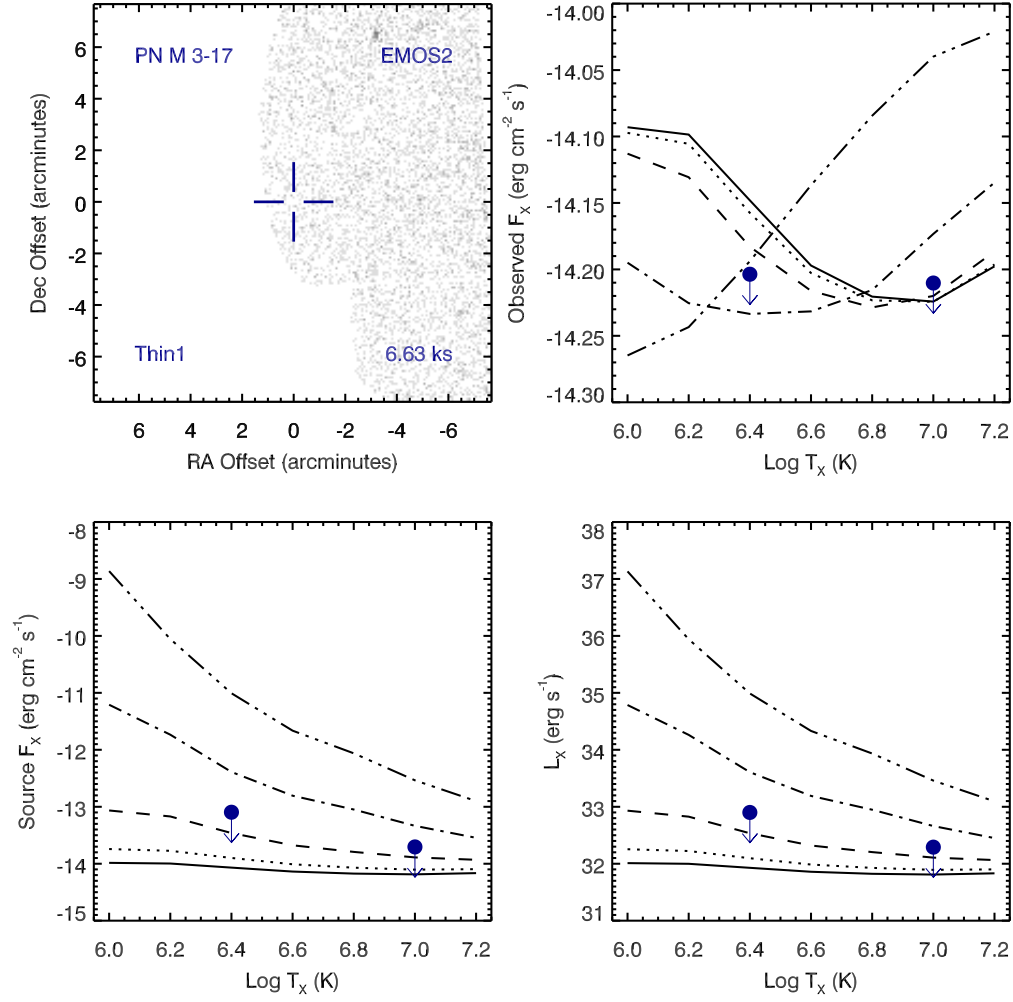 PN M 3-17
EMOS2
Thin1
6.63 ks
6
4
2
0
-2
-4
-6
Dec Offset (arcminutes)
6 4 2 0 -2 -4 -6
RA Offset (arcminutes)
-14.00
-14.05
-14.10
-14.15
-14.20
-14.25
-14.30
Observed FX (erg cm-2 s-1)
6.0 6.2 6.4 6.6 6.8 7.0 7.2
Log TX (K)
-8
-9
-10
-11
-12
-13
-14
-15
Source FX (erg cm-2 s-1)
6.0 6.2 6.4 6.6 6.8 7.0 7.2
Log TX (K)
38
37
36
35
34
33
32
31
LX (erg s-1)
6.0 6.2 6.4 6.6 6.8 7.0 7.2
Log TX (K)